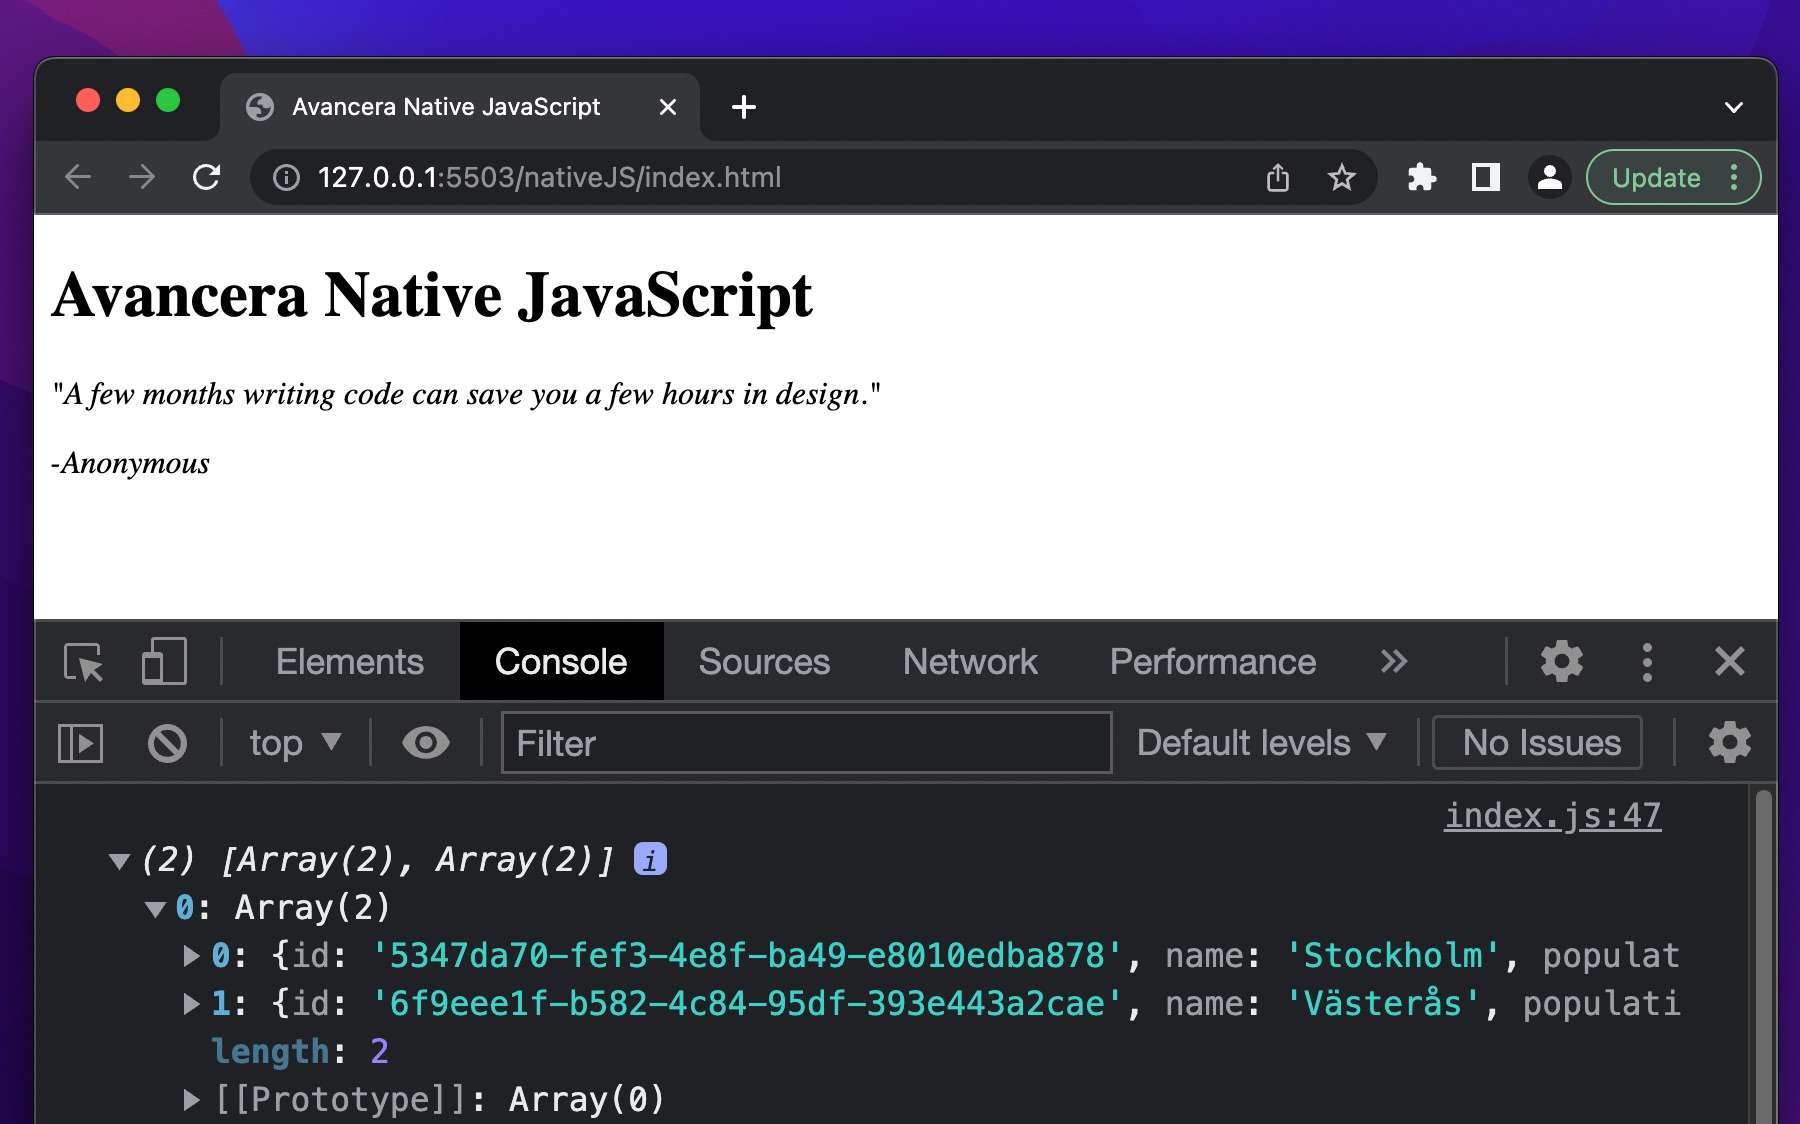 Avancera Native JavaScript
127.0.0.1:5503/nativeJS/index.html
Update
Avancera Native JavaScript
"A few months writing code can save you a few hours in design."
-Anonymous
Elements Console Sources Network Performance
top Filter Default levels No Issues
index.js:47
(2) [Array(2), Array(2)] i
0: Array(2)
0: {id: '5347da70-fef3-4e8f-ba49-e8010edba878', name: 'Stockholm', populat
1: {id: '6f9eee1f-b582-4c84-95df-393e443a2cae', name: 'Västerås', populati
length: 2
[[Prototype]]: Array(0)